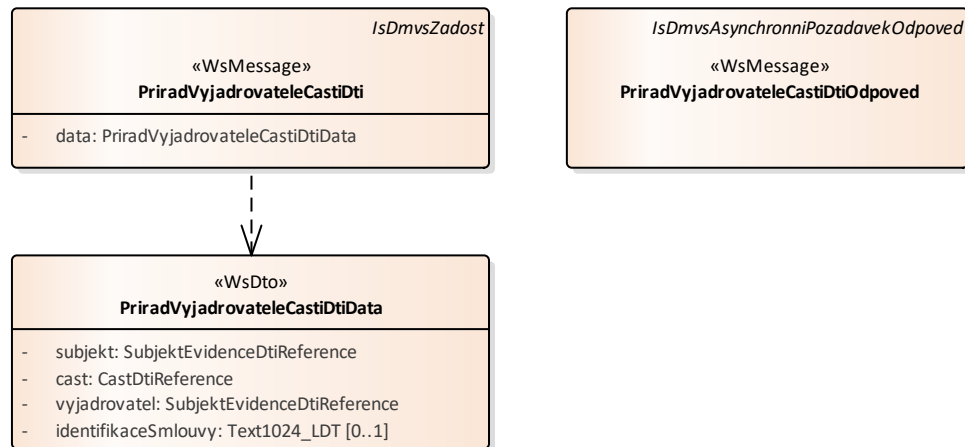 IsDmvsZadost
«WsMessage»
PriradVyjadrovateleCastiDti
- data: PriradVyjadrovateleCastiDtiData
IsDmvsAsynchronniPozadavekOdpoved
«WsMessage»
PriradVyjadrovateleCastiDtiOdpoved
«WsDto»
PriradVyjadrovateleCastiDtiData
- subjekt: SubjektEvidenceDtiReference
- cast: CastDtiReference
- vyjadrovatel: SubjektEvidenceDtiReference
- identifikaceSmlouvy: Text1024_LDT [0..1]